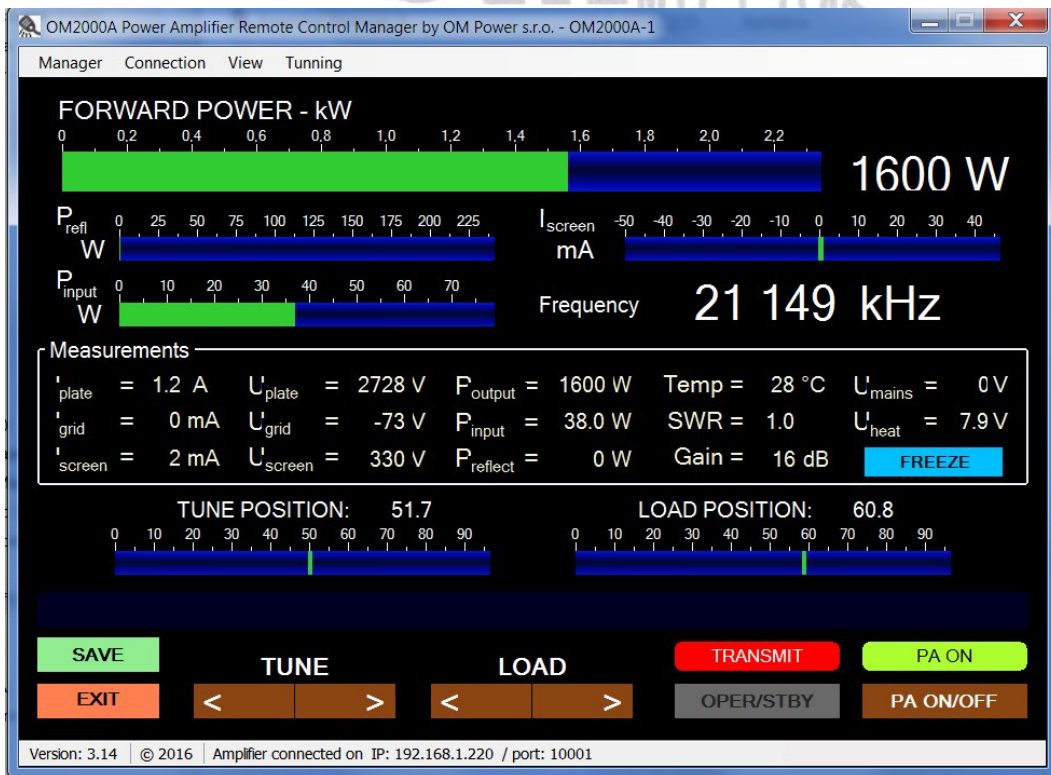 OM2000A Power Amplifier Remote Control Manager by OM Power s.r.o. - OM2000A-1
Manager Connection View Tunning
FORWARD POWER - kW
0 0,2 0,4 0,6 0,8 1,0 1,2 1,4 1,6 1,8 2,0 2,2
1600 W
Prefl W 0 25 50 75 100 125 150 175 200 225
Iscreen mA -50 -40 -30 -20 -10 0 10 20 30 40
Pinput W 0 10 20 30 40 50 60 70
Frequency 21 149 kHz
Measurements
Iplate = 1.2 A Uplate = 2728 V Poutput = 1600 W Temp = 28 °C Umains = 0 V
Igrid = 0 mA Ugrid = -73 V Pinput = 38.0 W SWR = 1.0 Uheat = 7.9 V
Iscreen = 2 mA Uscreen = 330 V Preflect = 0 W Gain = 16 dB FREEZE
TUNE POSITION: 51.7 LOAD POSITION: 60.8
0 10 20 30 40 50 60 70 80 90 0 10 20 30 40 50 60 70 80 90
SAVE TUNE LOAD TRANSMIT PA ON
EXIT < > < > OPER/STBY PA ON/OFF
Version: 3.14 © 2016 Amplifier connected on IP: 192.168.1.220 / port: 10001